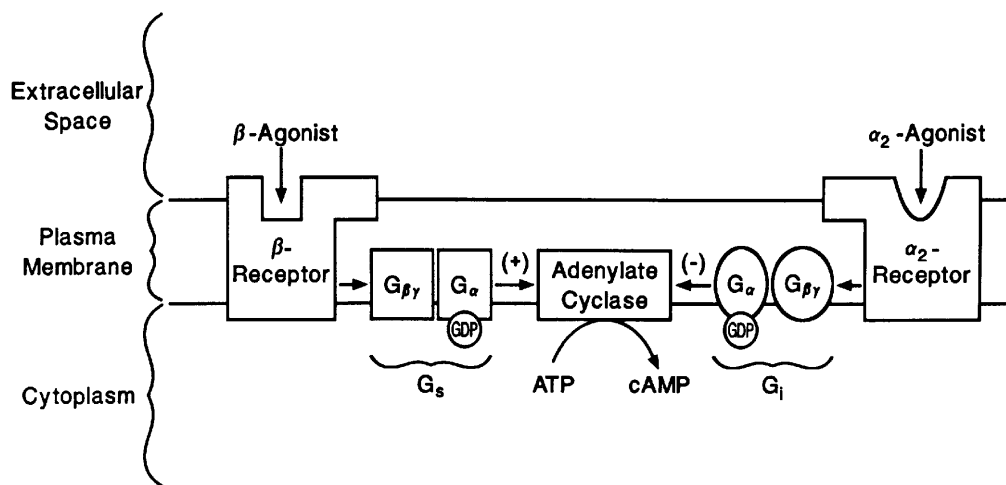 Extracellular
Space
β-Agonist
α₂-Agonist
Plasma
Membrane
β-
Receptor
Gβγ
Gα
GDP
(+)
Adenylate
Cyclase
(-)
Gα
GDP
Gβγ
α₂-
Receptor
Cytoplasm
Gs
ATP
cAMP
Gi